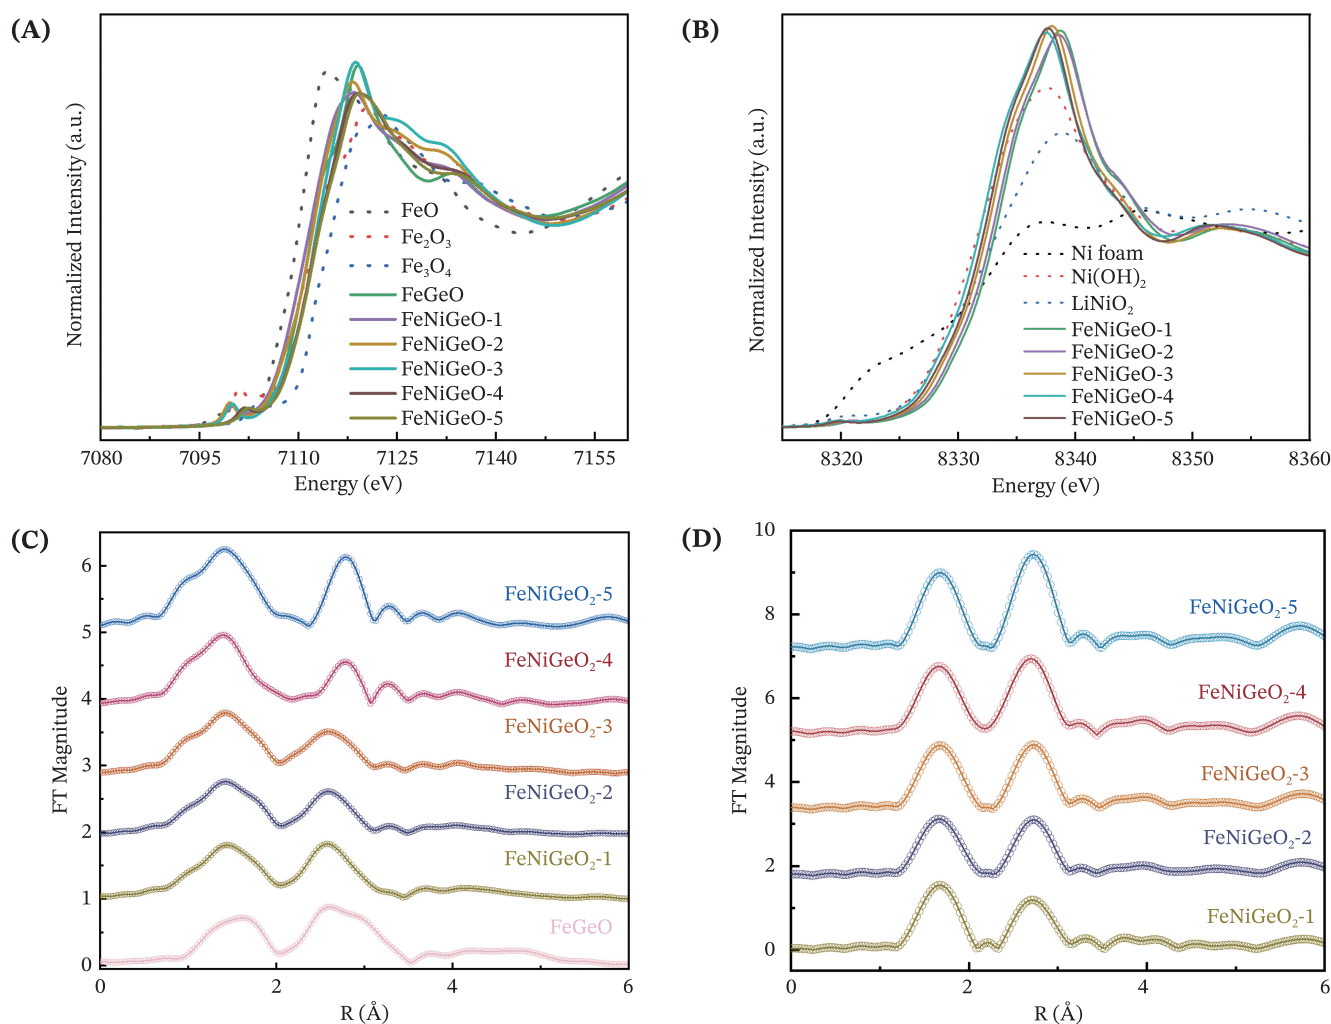 (A)
Normalized Intensity (a.u.)
FeO
Fe₂O₃
Fe₃O₄
FeGeO
FeNiGeO-1
FeNiGeO-2
FeNiGeO-3
FeNiGeO-4
FeNiGeO-5
7080 7095 7110 7125 7140 7155
Energy (eV)
(B)
Normalized Intensity (a.u.)
Ni foam
Ni(OH)₂
LiNiO₂
FeNiGeO-1
FeNiGeO-2
FeNiGeO-3
FeNiGeO-4
FeNiGeO-5
8320 8330 8340 8350 8360
Energy (eV)
(C)
FT Magnitude
6
5
4
3
2
1
0
FeNiGeO₂-5
FeNiGeO₂-4
FeNiGeO₂-3
FeNiGeO₂-2
FeNiGeO₂-1
FeGeO
0 2 4 6
R (Å)
(D)
FT Magnitude
10
8
6
4
2
0
FeNiGeO₂-5
FeNiGeO₂-4
FeNiGeO₂-3
FeNiGeO₂-2
FeNiGeO₂-1
0 2 4 6
R (Å)